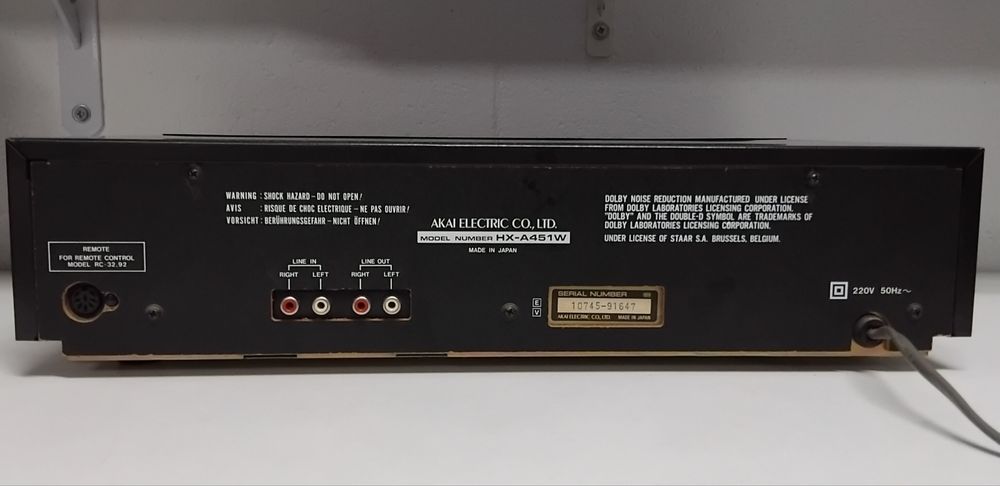 WARNING : SHOCK HAZARD – DO NOT OPEN!
AVIS : RISQUE DE CHOC ELECTRIQUE – NE PAS OUVRIR!
VORSICHT : BERÜHRUNGSGEFAHR – NICHT ÖFFNEN!
AKAI ELECTRIC CO., LTD.
MODEL NUMBER HX-A451W
MADE IN JAPAN
DOLBY NOISE REDUCTION MANUFACTURED UNDER LICENSE
FROM DOLBY LABORATORIES LICENSING CORPORATION.
"DOLBY" AND THE DOUBLE-D SYMBOL ARE TRADEMARKS OF
DOLBY LABORATORIES LICENSING CORPORATION.
UNDER LICENSE OF STAAR S.A. BRUSSELS, BELGIUM.
REMOTE
FOR REMOTE CONTROL
MODEL RC-32,92
LINE IN
RIGHT LEFT
LINE OUT
RIGHT LEFT
E
V
SERIAL NUMBER
10745-91647
AKAI ELECTRIC CO., LTD. MADE IN JAPAN
220V 50Hz～